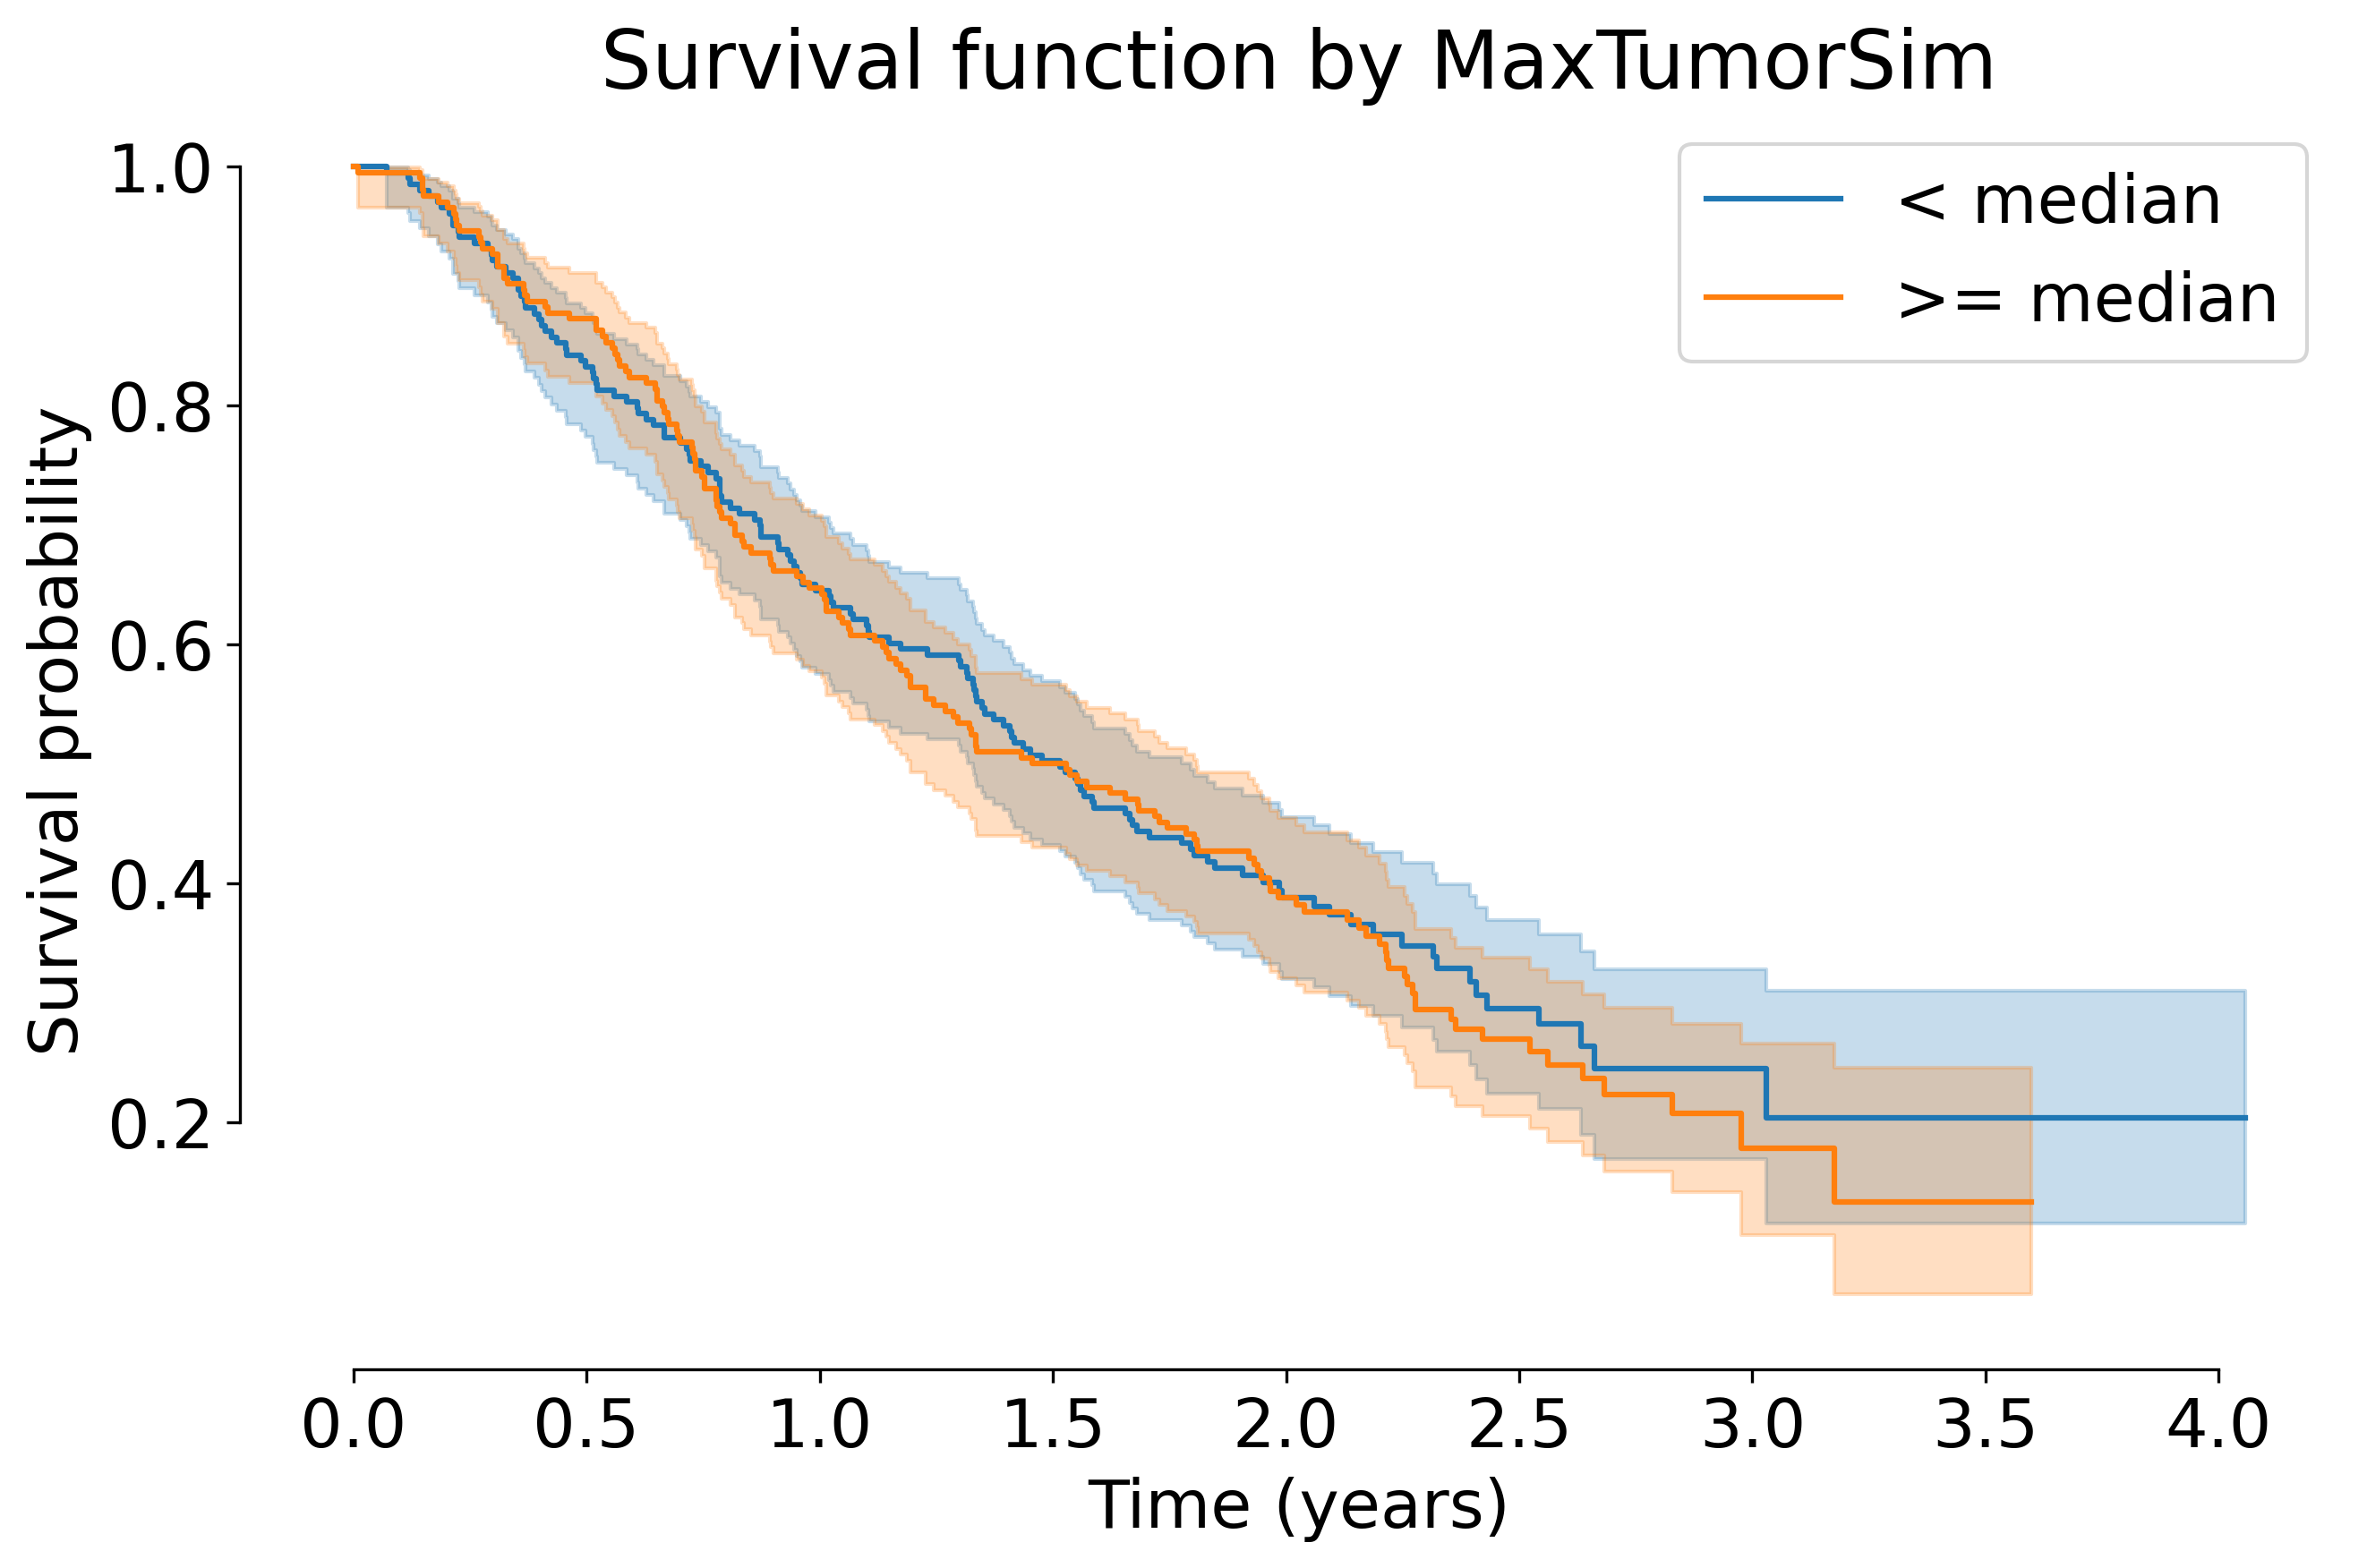 Survival function by MaxTumorSim
< median
>= median
Survival probability
1.0
0.8
0.6
0.4
0.2
0.0 0.5 1.0 1.5 2.0 2.5 3.0 3.5 4.0
Time (years)